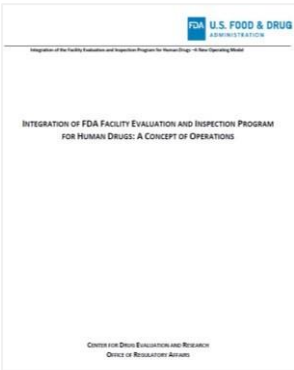 FDA U.S. FOOD & DRUG
ADMINISTRATION
Integration of the Facility Evaluation and Inspection Program for Human Drugs - A New Operating Model
INTEGRATION OF FDA FACILITY EVALUATION AND INSPECTION PROGRAM
FOR HUMAN DRUGS: A CONCEPT OF OPERATIONS
CENTER FOR DRUG EVALUATION AND RESEARCH
OFFICE OF REGULATORY AFFAIRS